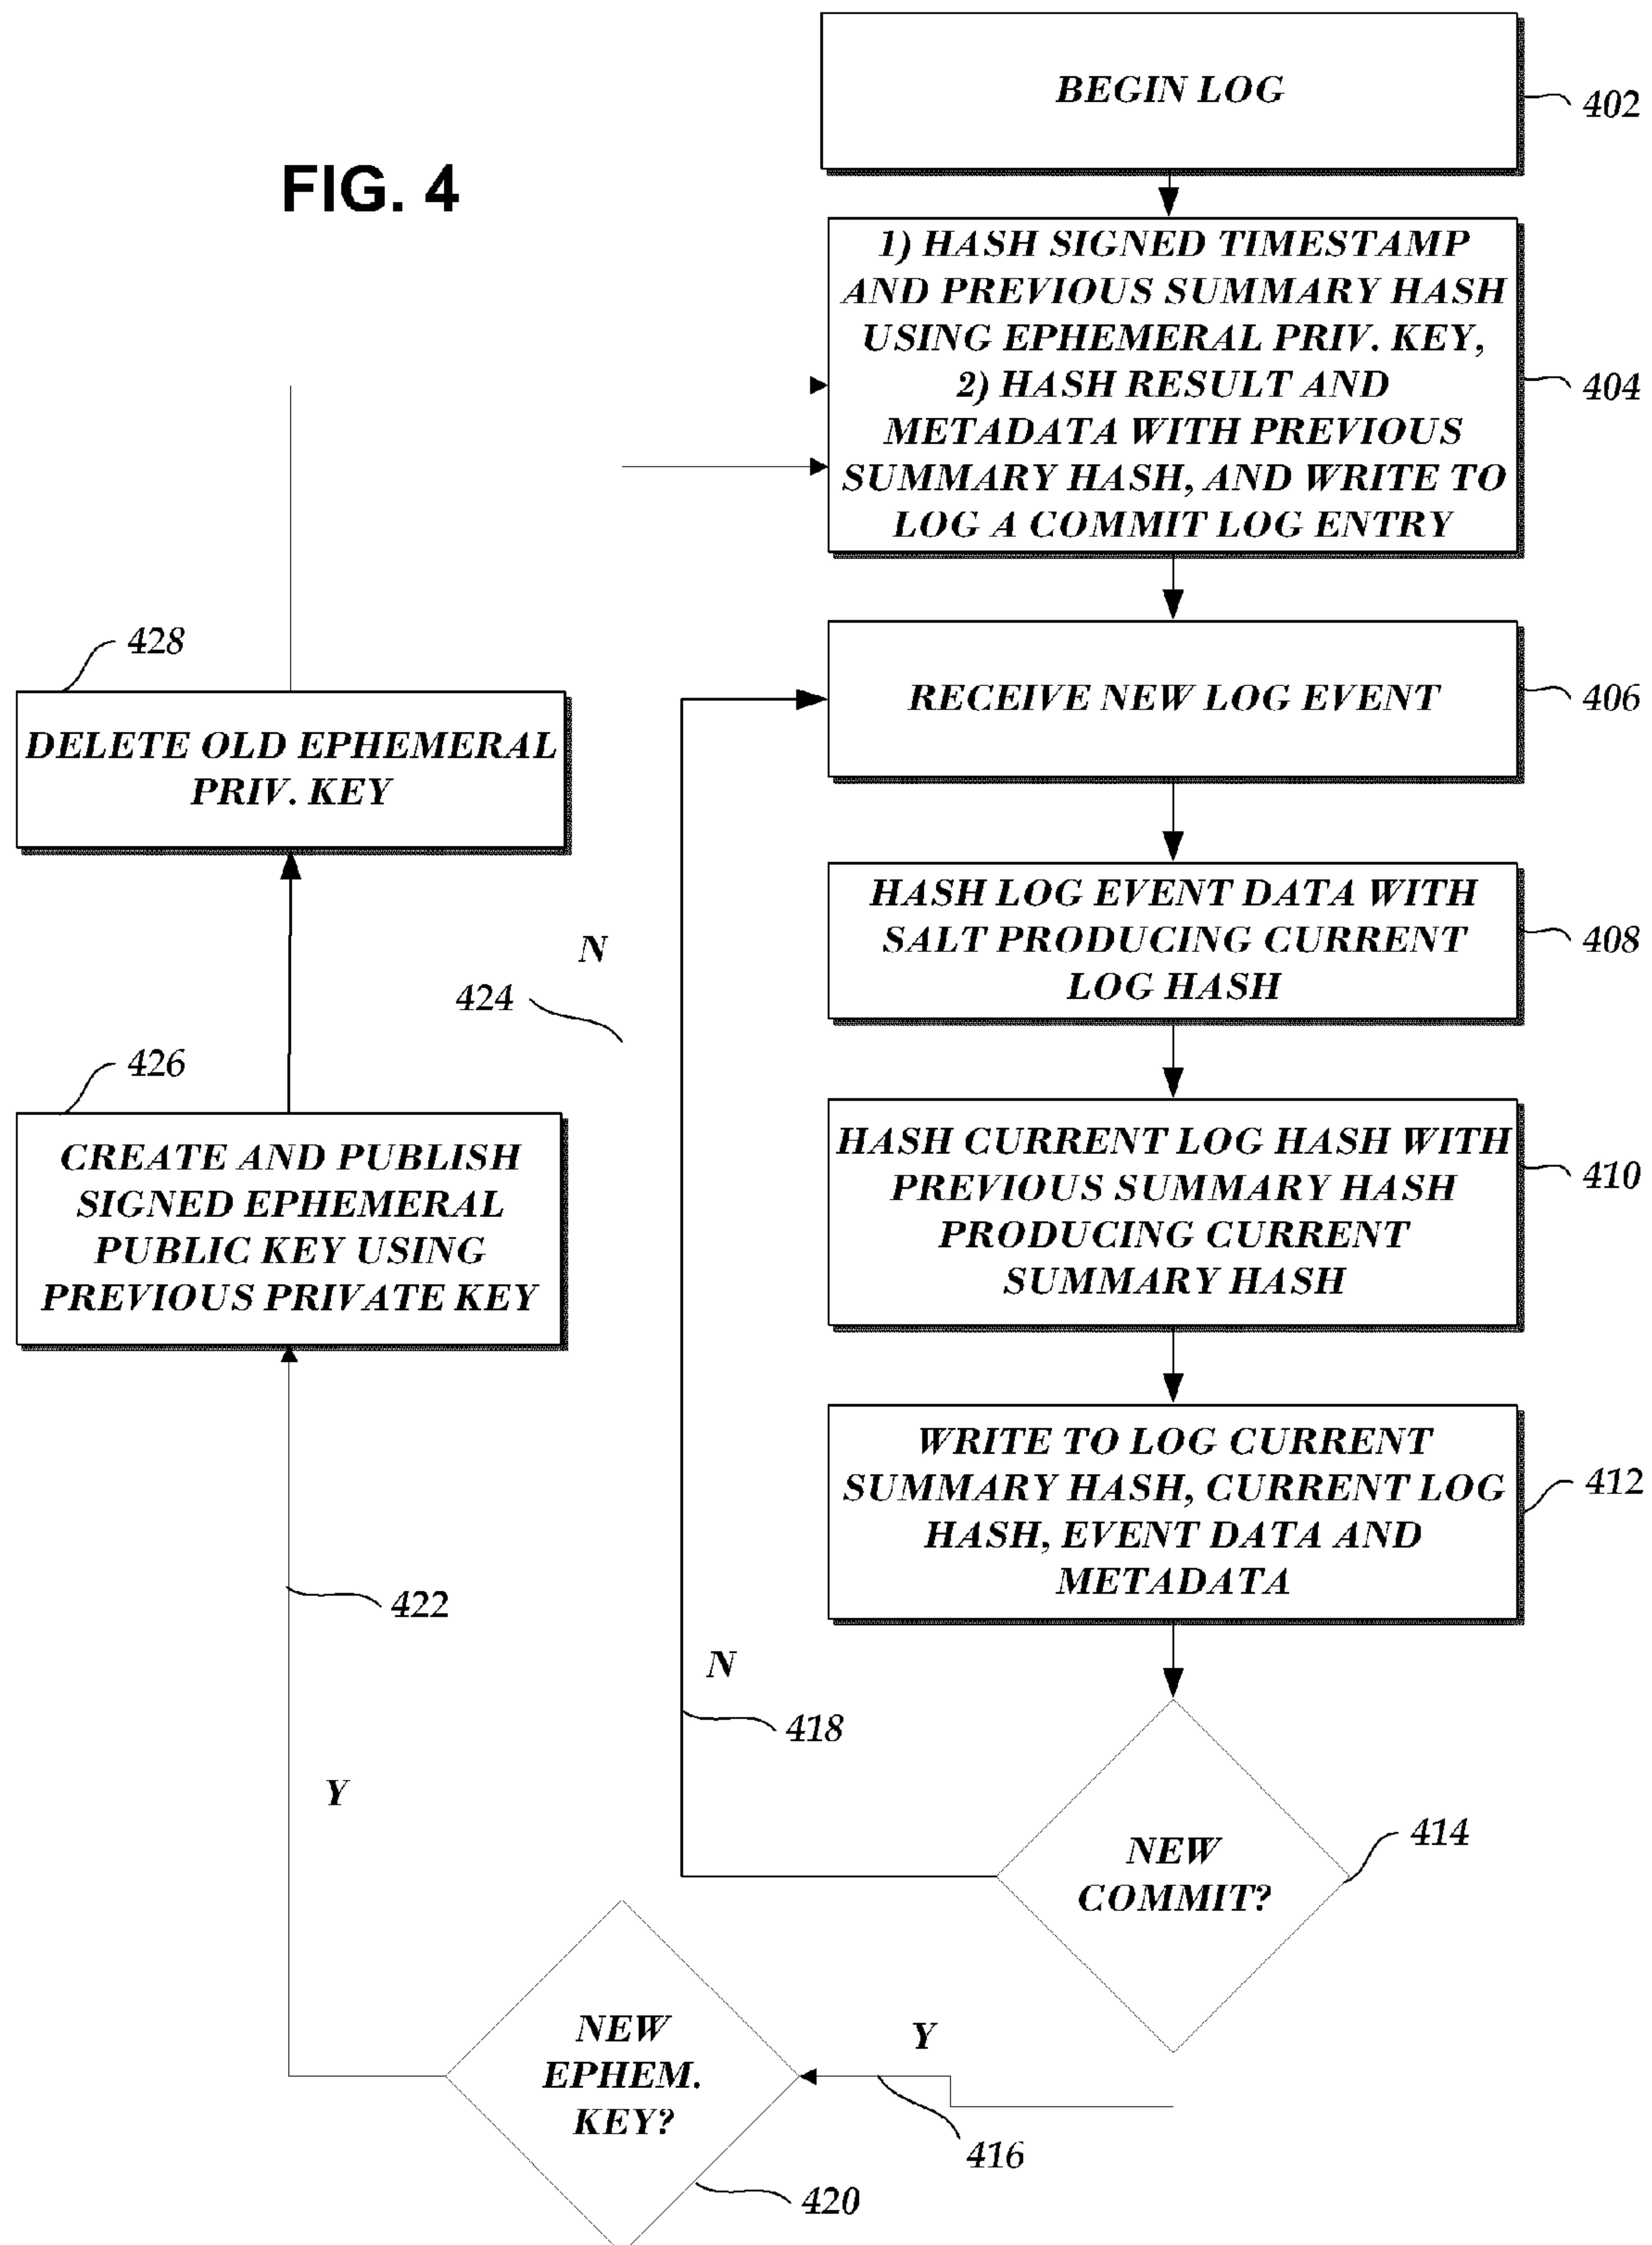 FIG. 4
BEGIN LOG
402
1) HASH SIGNED TIMESTAMP
AND PREVIOUS SUMMARY HASH
USING EPHEMERAL PRIV. KEY,
2) HASH RESULT AND
METADATA WITH PREVIOUS
SUMMARY HASH, AND WRITE TO
LOG A COMMIT LOG ENTRY
404
RECEIVE NEW LOG EVENT
406
428
DELETE OLD EPHEMERAL
PRIV. KEY
HASH LOG EVENT DATA WITH
SALT PRODUCING CURRENT
LOG HASH
408
N
424
426
CREATE AND PUBLISH
SIGNED EPHEMERAL
PUBLIC KEY USING
PREVIOUS PRIVATE KEY
HASH CURRENT LOG HASH WITH
PREVIOUS SUMMARY HASH
PRODUCING CURRENT
SUMMARY HASH
410
WRITE TO LOG CURRENT
SUMMARY HASH, CURRENT LOG
HASH, EVENT DATA AND
METADATA
412
422
N
418
Y
NEW
COMMIT?
414
NEW
EPHEM.
KEY?
Y
416
420